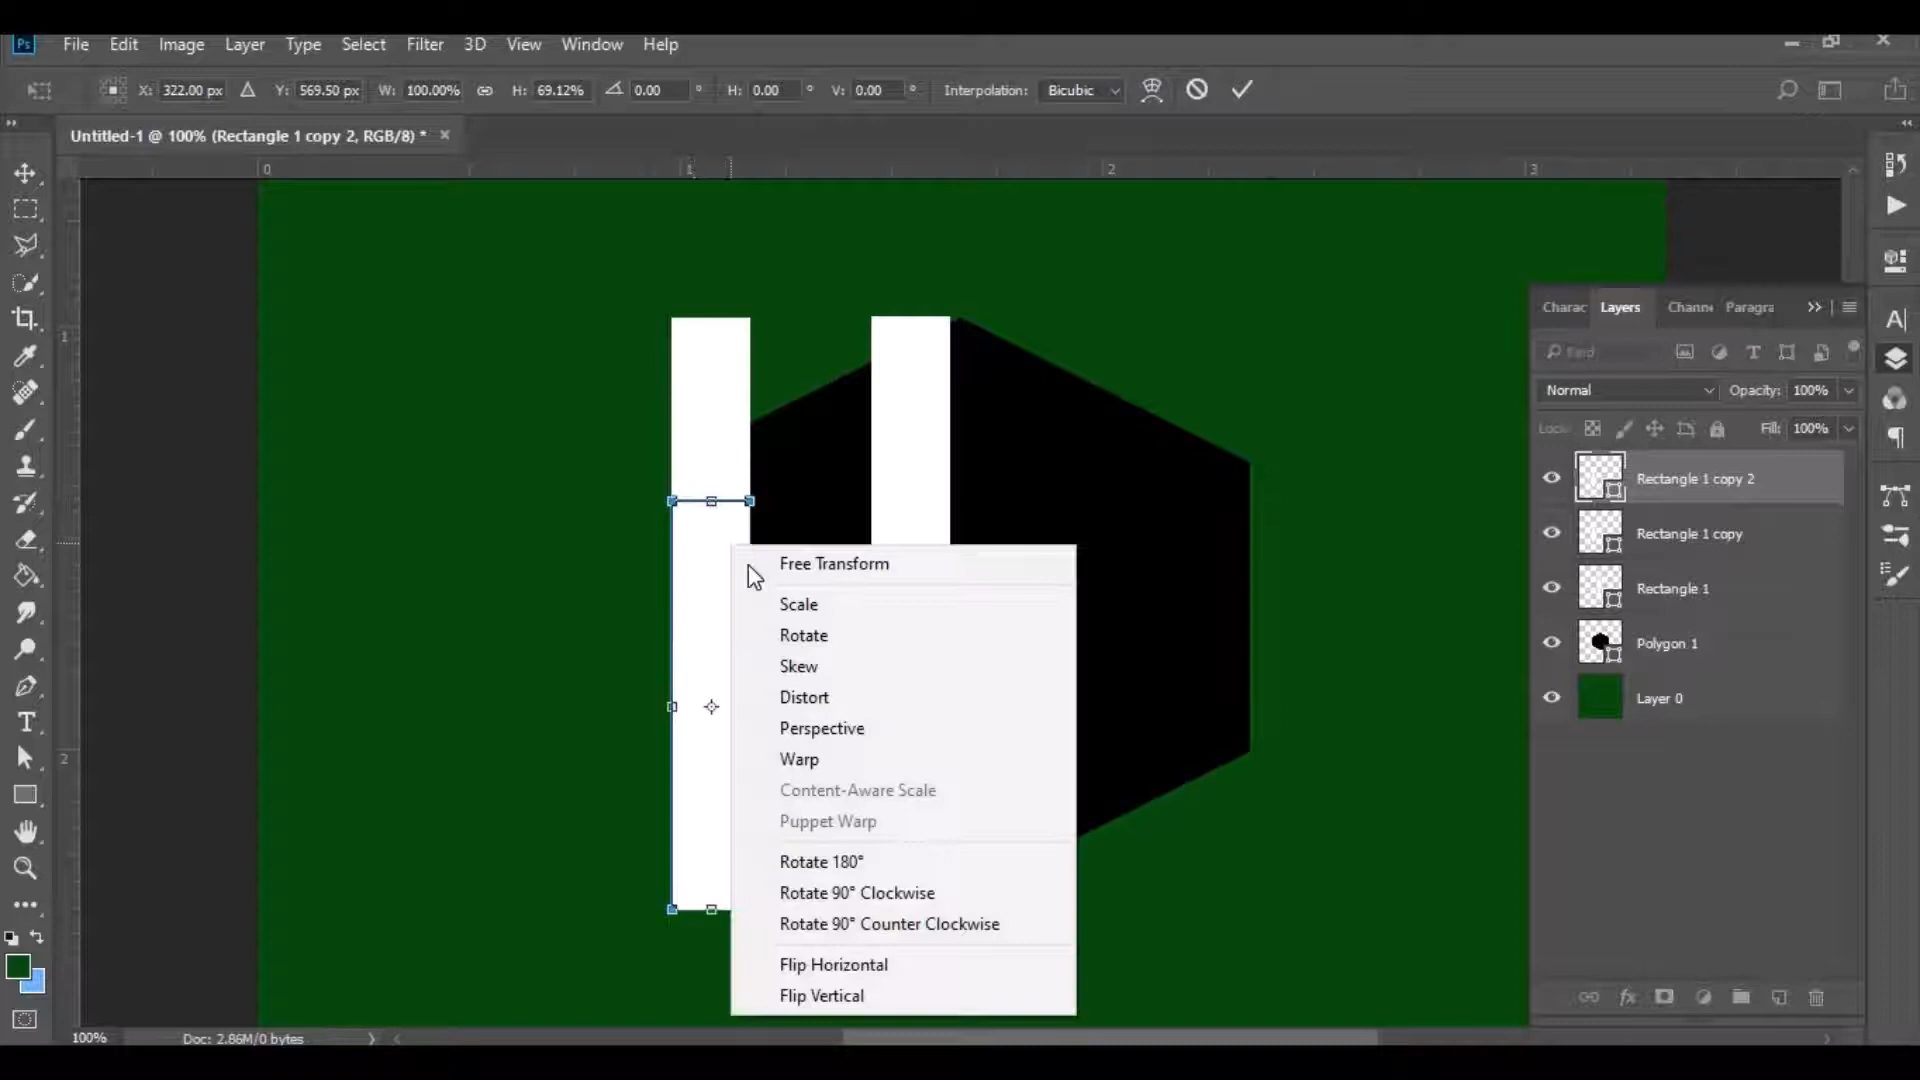 Ps File Edit Image Layer Type Select Filter 3D View Window Help
X: 322.00 px Y: 569.50 px W: 100.00% H: 69.12% 0.00 ° H: 0.00 ° V: 0.00 ° Interpolation: Bicubic
Untitled-1 @ 100% (Rectangle 1 copy 2, RGB/8) *
0 1 2 3
1
2
Free Transform
Scale
Rotate
Skew
Distort
Perspective
Warp
Content-Aware Scale
Puppet Warp
Rotate 180°
Rotate 90° Clockwise
Rotate 90° Counter Clockwise
Flip Horizontal
Flip Vertical
Charac Layers Chann Paragra
Kind
Normal Opacity: 100%
Lock: Fill: 100%
Rectangle 1 copy 2
Rectangle 1 copy
Rectangle 1
Polygon 1
Layer 0
100% Doc: 2.86M/0 bytes